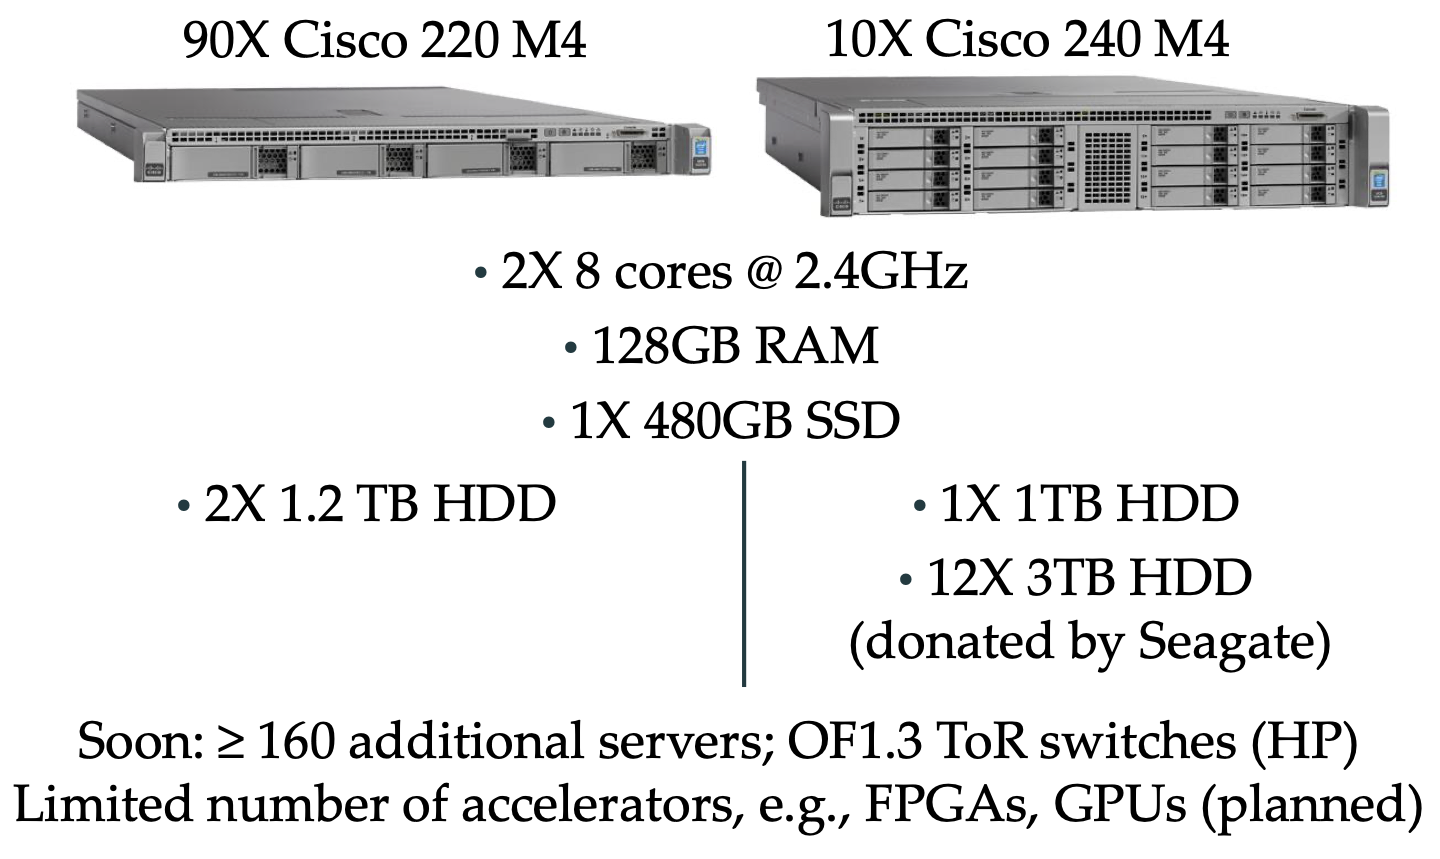 90X Cisco 220 M4
10X Cisco 240 M4
• 2X 8 cores @ 2.4GHz
• 128GB RAM
• 1X 480GB SSD
• 2X 1.2 TB HDD
• 1X 1TB HDD
• 12X 3TB HDD
(donated by Seagate)
Soon: ≥ 160 additional servers; OF1.3 ToR switches (HP)
Limited number of accelerators, e.g., FPGAs, GPUs (planned)